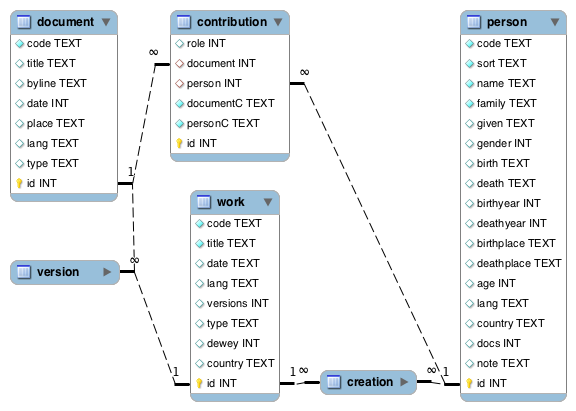 document
code TEXT
title TEXT
byline TEXT
date INT
place TEXT
lang TEXT
type TEXT
id INT
1
∞
contribution
role INT
document INT
person INT
documentC TEXT
personC TEXT
id INT
∞
person
code TEXT
sort TEXT
name TEXT
family TEXT
given TEXT
gender INT
birth TEXT
death TEXT
birthyear INT
deathyear INT
birthplace TEXT
deathplace TEXT
age INT
lang TEXT
country TEXT
docs INT
note TEXT
id INT
1
version
∞
work
code TEXT
title TEXT
date TEXT
lang TEXT
versions INT
type TEXT
dewey INT
country TEXT
id INT
1
1
∞
creation
∞